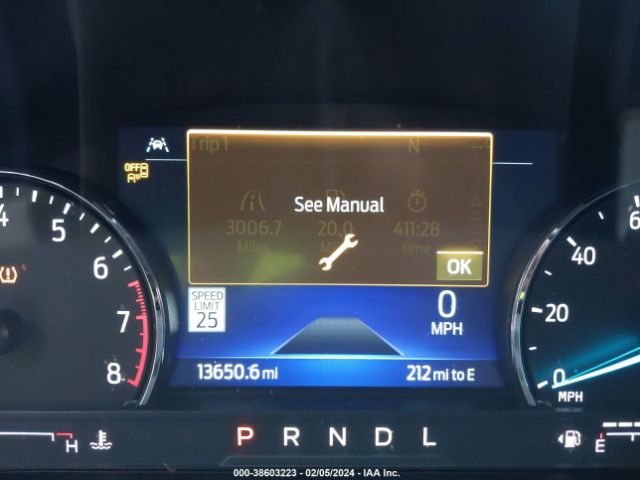 Trip 1 N
OFF
4 5 6 7 8
3006.7 20.0 411:28
Miles time
See Manual
OK
SPEED
LIMIT
25
0
MPH
13650.6 mi 212 mi to E
40
20
0
MPH
H P R N D L E
000-38603223 - 02/05/2024 - IAA Inc.